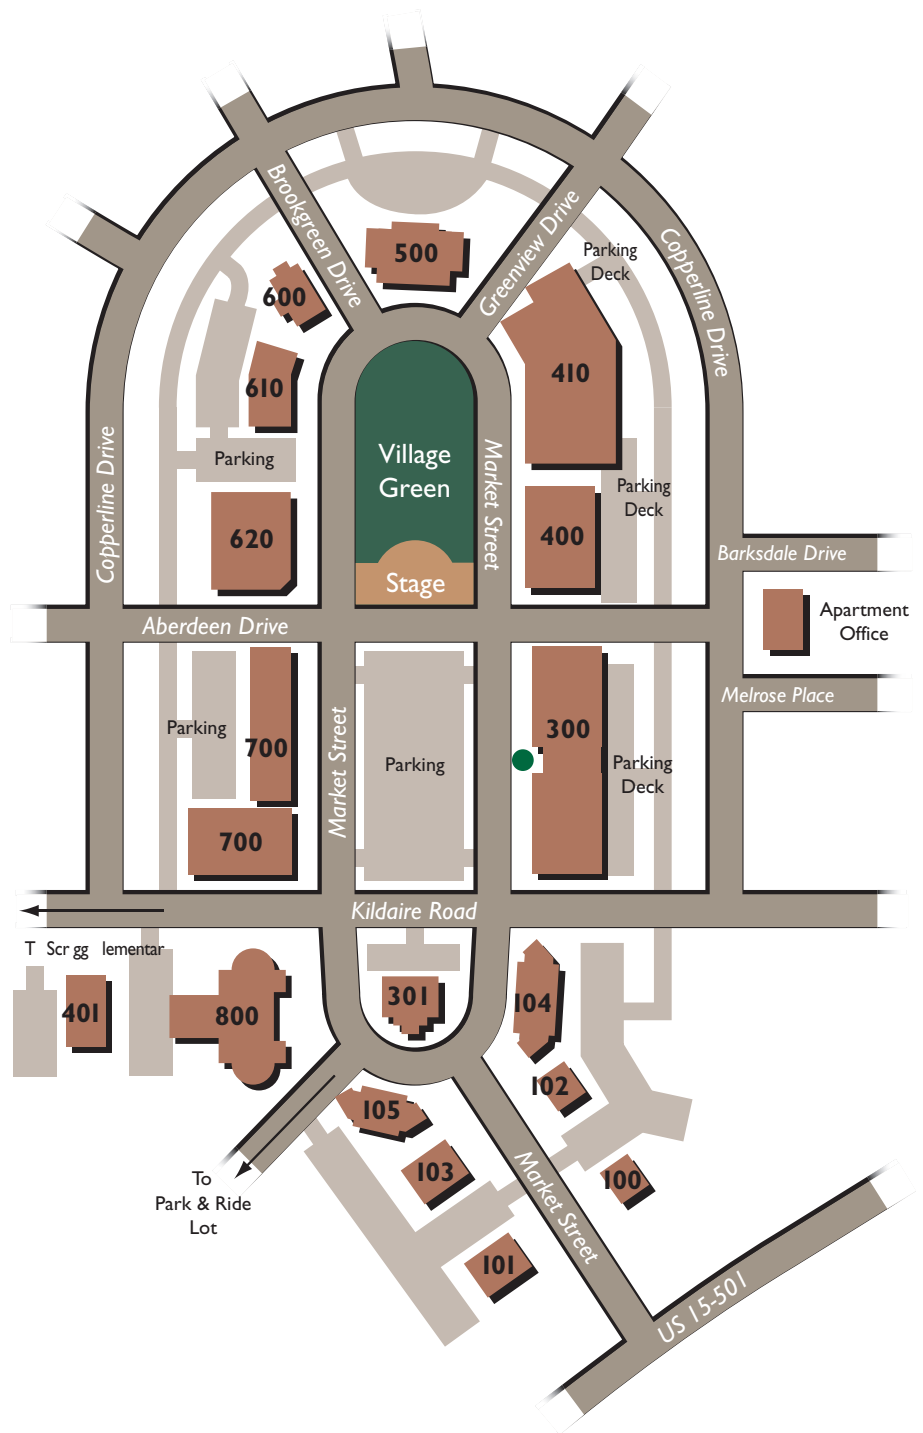 Brookgreen Drive
500
Greenview Drive
Parking
Deck
Copperline Drive
600
410
610
Village
Green
Market Street
Parking
Copperline Drive
Parking
Deck
620
400
Barksdale Drive
Stage
Apartment
Office
Aberdeen Drive
Melrose Place
Parking
700
Market Street
Parking
300
Parking
Deck
700
Kildaire Road
T Scr gg lementar
401
800
301
104
102
105
103
100
To
Park & Ride
Lot
Market Street
101
US 15-501